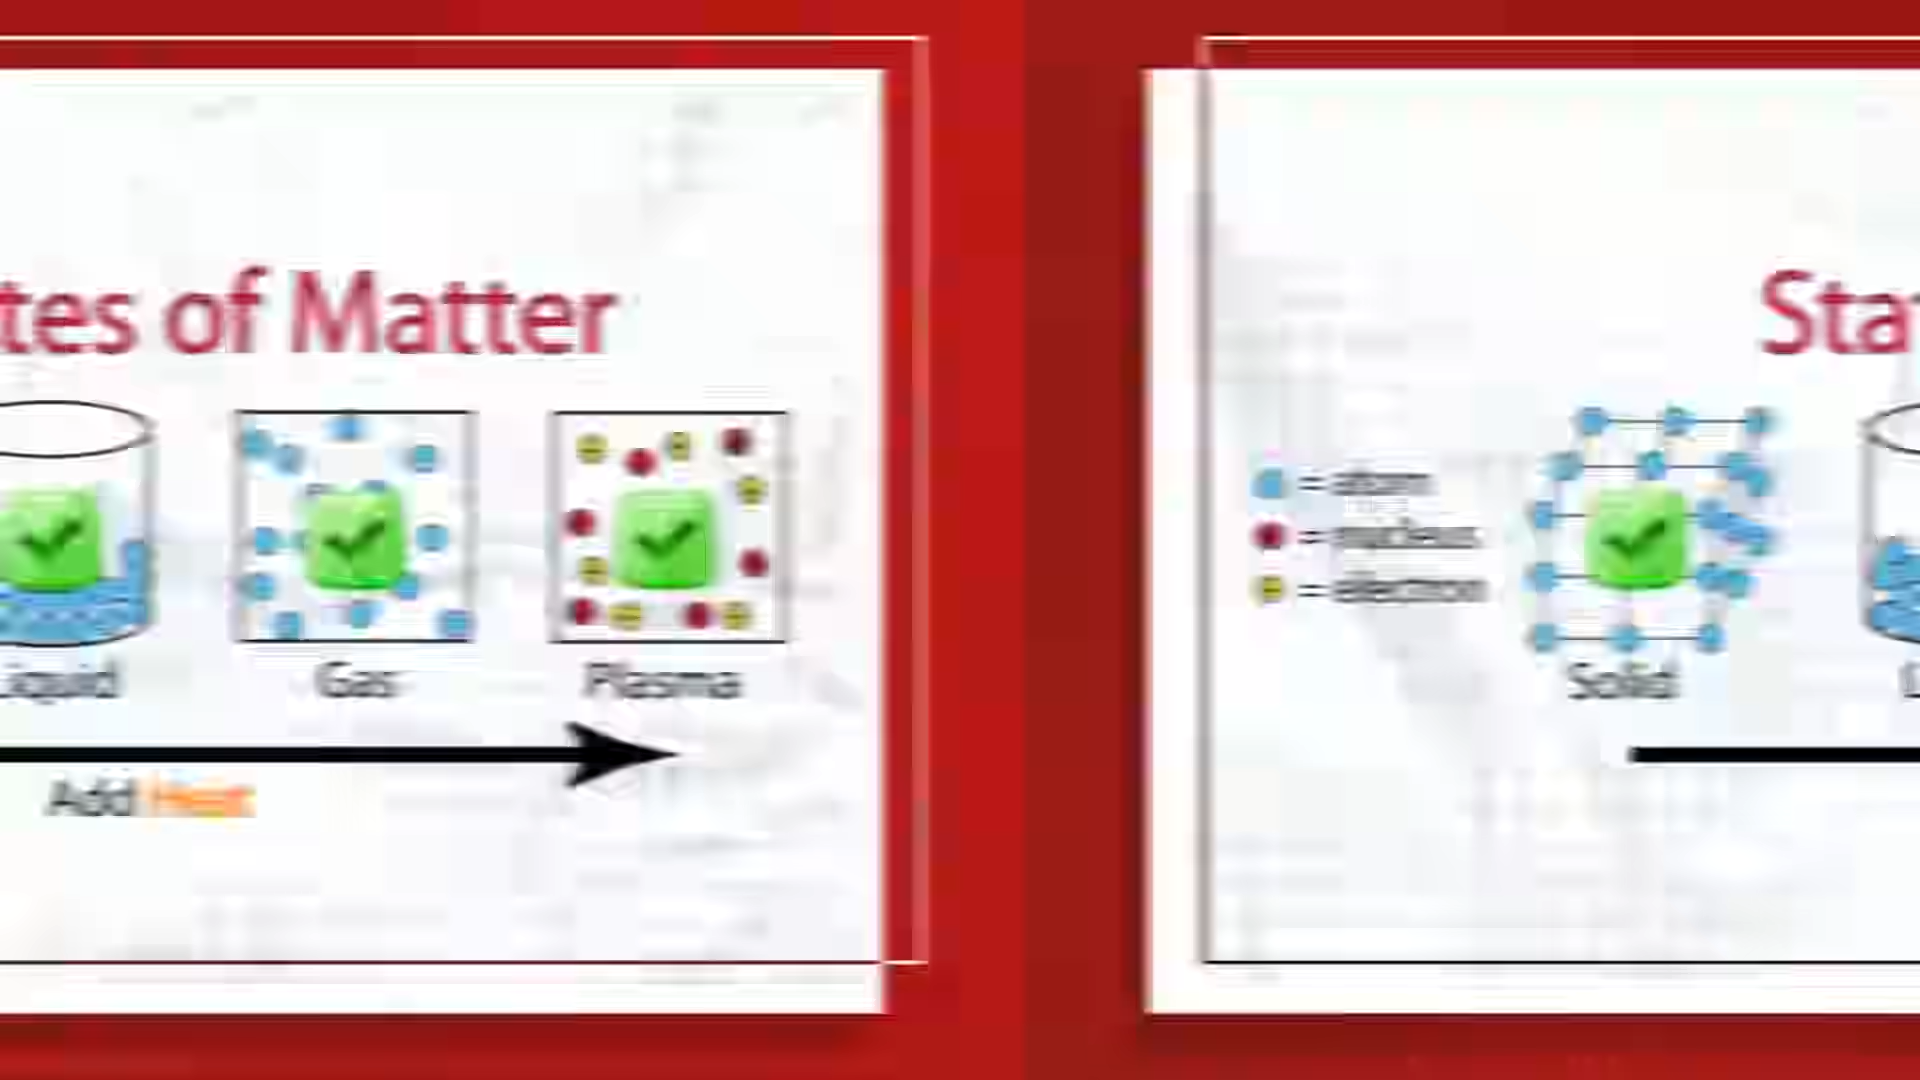 tes of Matter
Liquid
Gas
Plasma
Add Heat
Sta
= atom
= nucleus
= electron
Solid
L